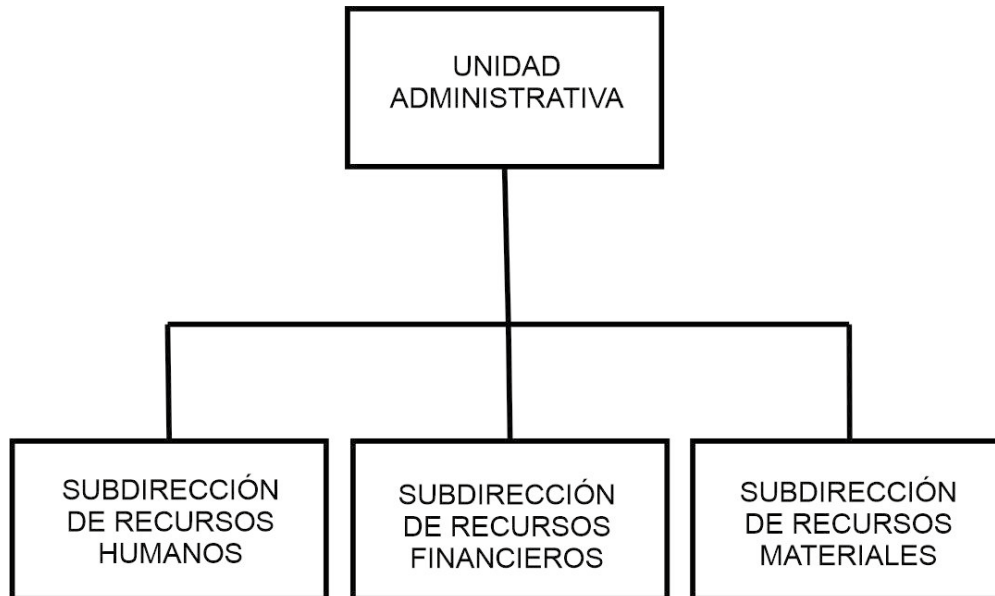 UNIDAD
ADMINISTRATIVA
SUBDIRECCIÓN
DE RECURSOS
HUMANOS
SUBDIRECCIÓN
DE RECURSOS
FINANCIEROS
SUBDIRECCIÓN
DE RECURSOS
MATERIALES